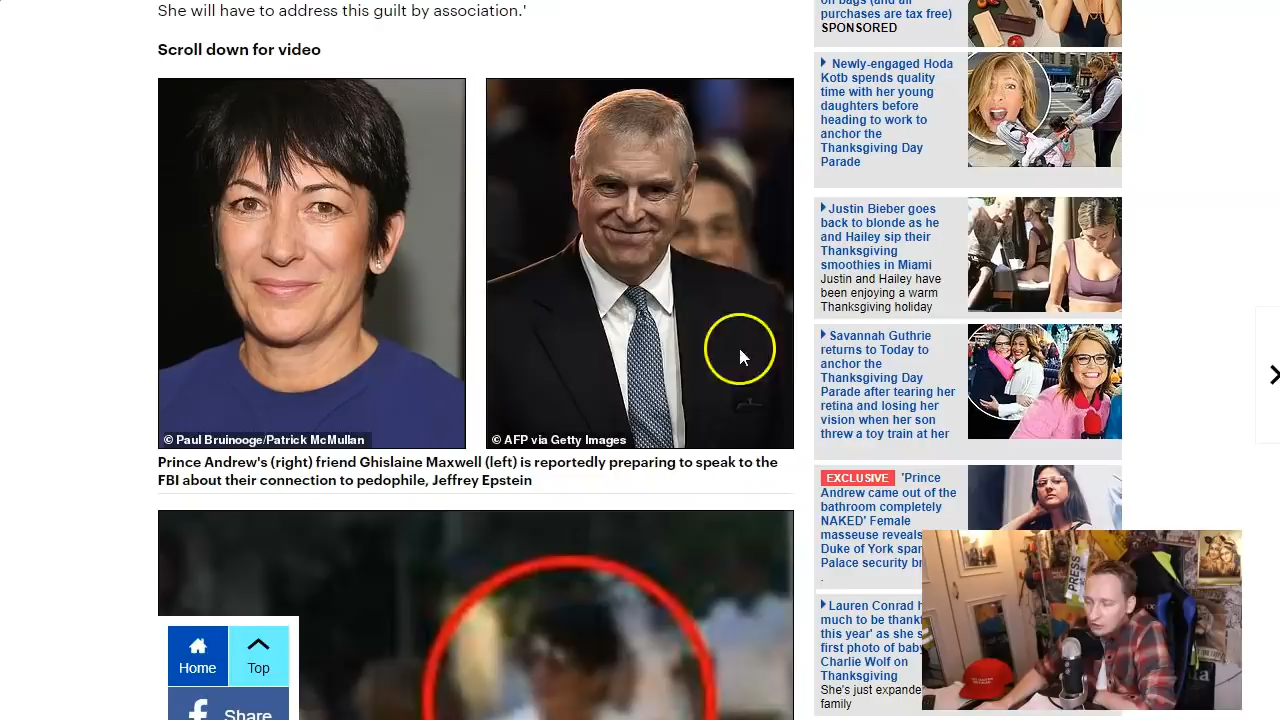 She will have to address this guilt by association.'
Scroll down for video
© Paul Bruinooge/Patrick McMullan
© AFP via Getty Images
Prince Andrew's (right) friend Ghislaine Maxwell (left) is reportedly preparing to speak to the
FBI about their connection to pedophile, Jeffrey Epstein
Home
Top
Share
on bags (and all
purchases are tax free)
SPONSORED
Newly-engaged Hoda
Kotb spends quality
time with her young
daughters before
heading to work to
anchor the
Thanksgiving Day
Parade
Justin Bieber goes
back to blonde as he
and Hailey sip their
Thanksgiving
smoothies in Miami
Justin and Hailey have
been enjoying a warm
Thanksgiving holiday
Savannah Guthrie
returns to Today to
anchor the
Thanksgiving Day
Parade after tearing her
retina and losing her
vision when her son
threw a toy train at her
EXCLUSIVE 'Prince
Andrew came out of the
bathroom completely
NAKED' Female
masseuse reveals
Duke of York
Palace security
.
Lauren Conrad
much to be
this year' as she
first photo of baby
Charlie Wolf on
Thanksgiving
She's just
family
PRESS